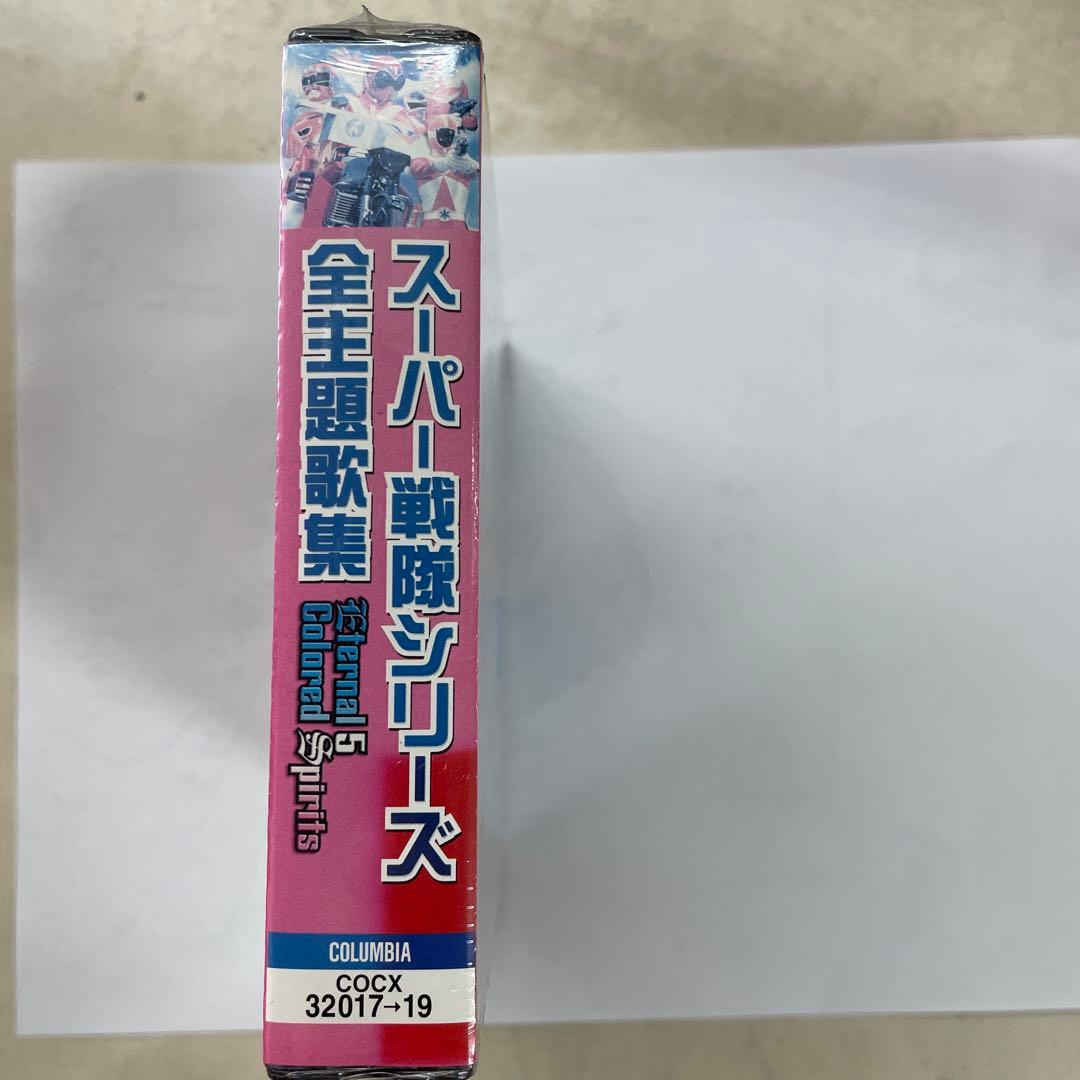 スーパー戦隊シリーズ
全主題歌集
Eternal 5
Colored Spirits
COLUMBIA
COCX
32017→19